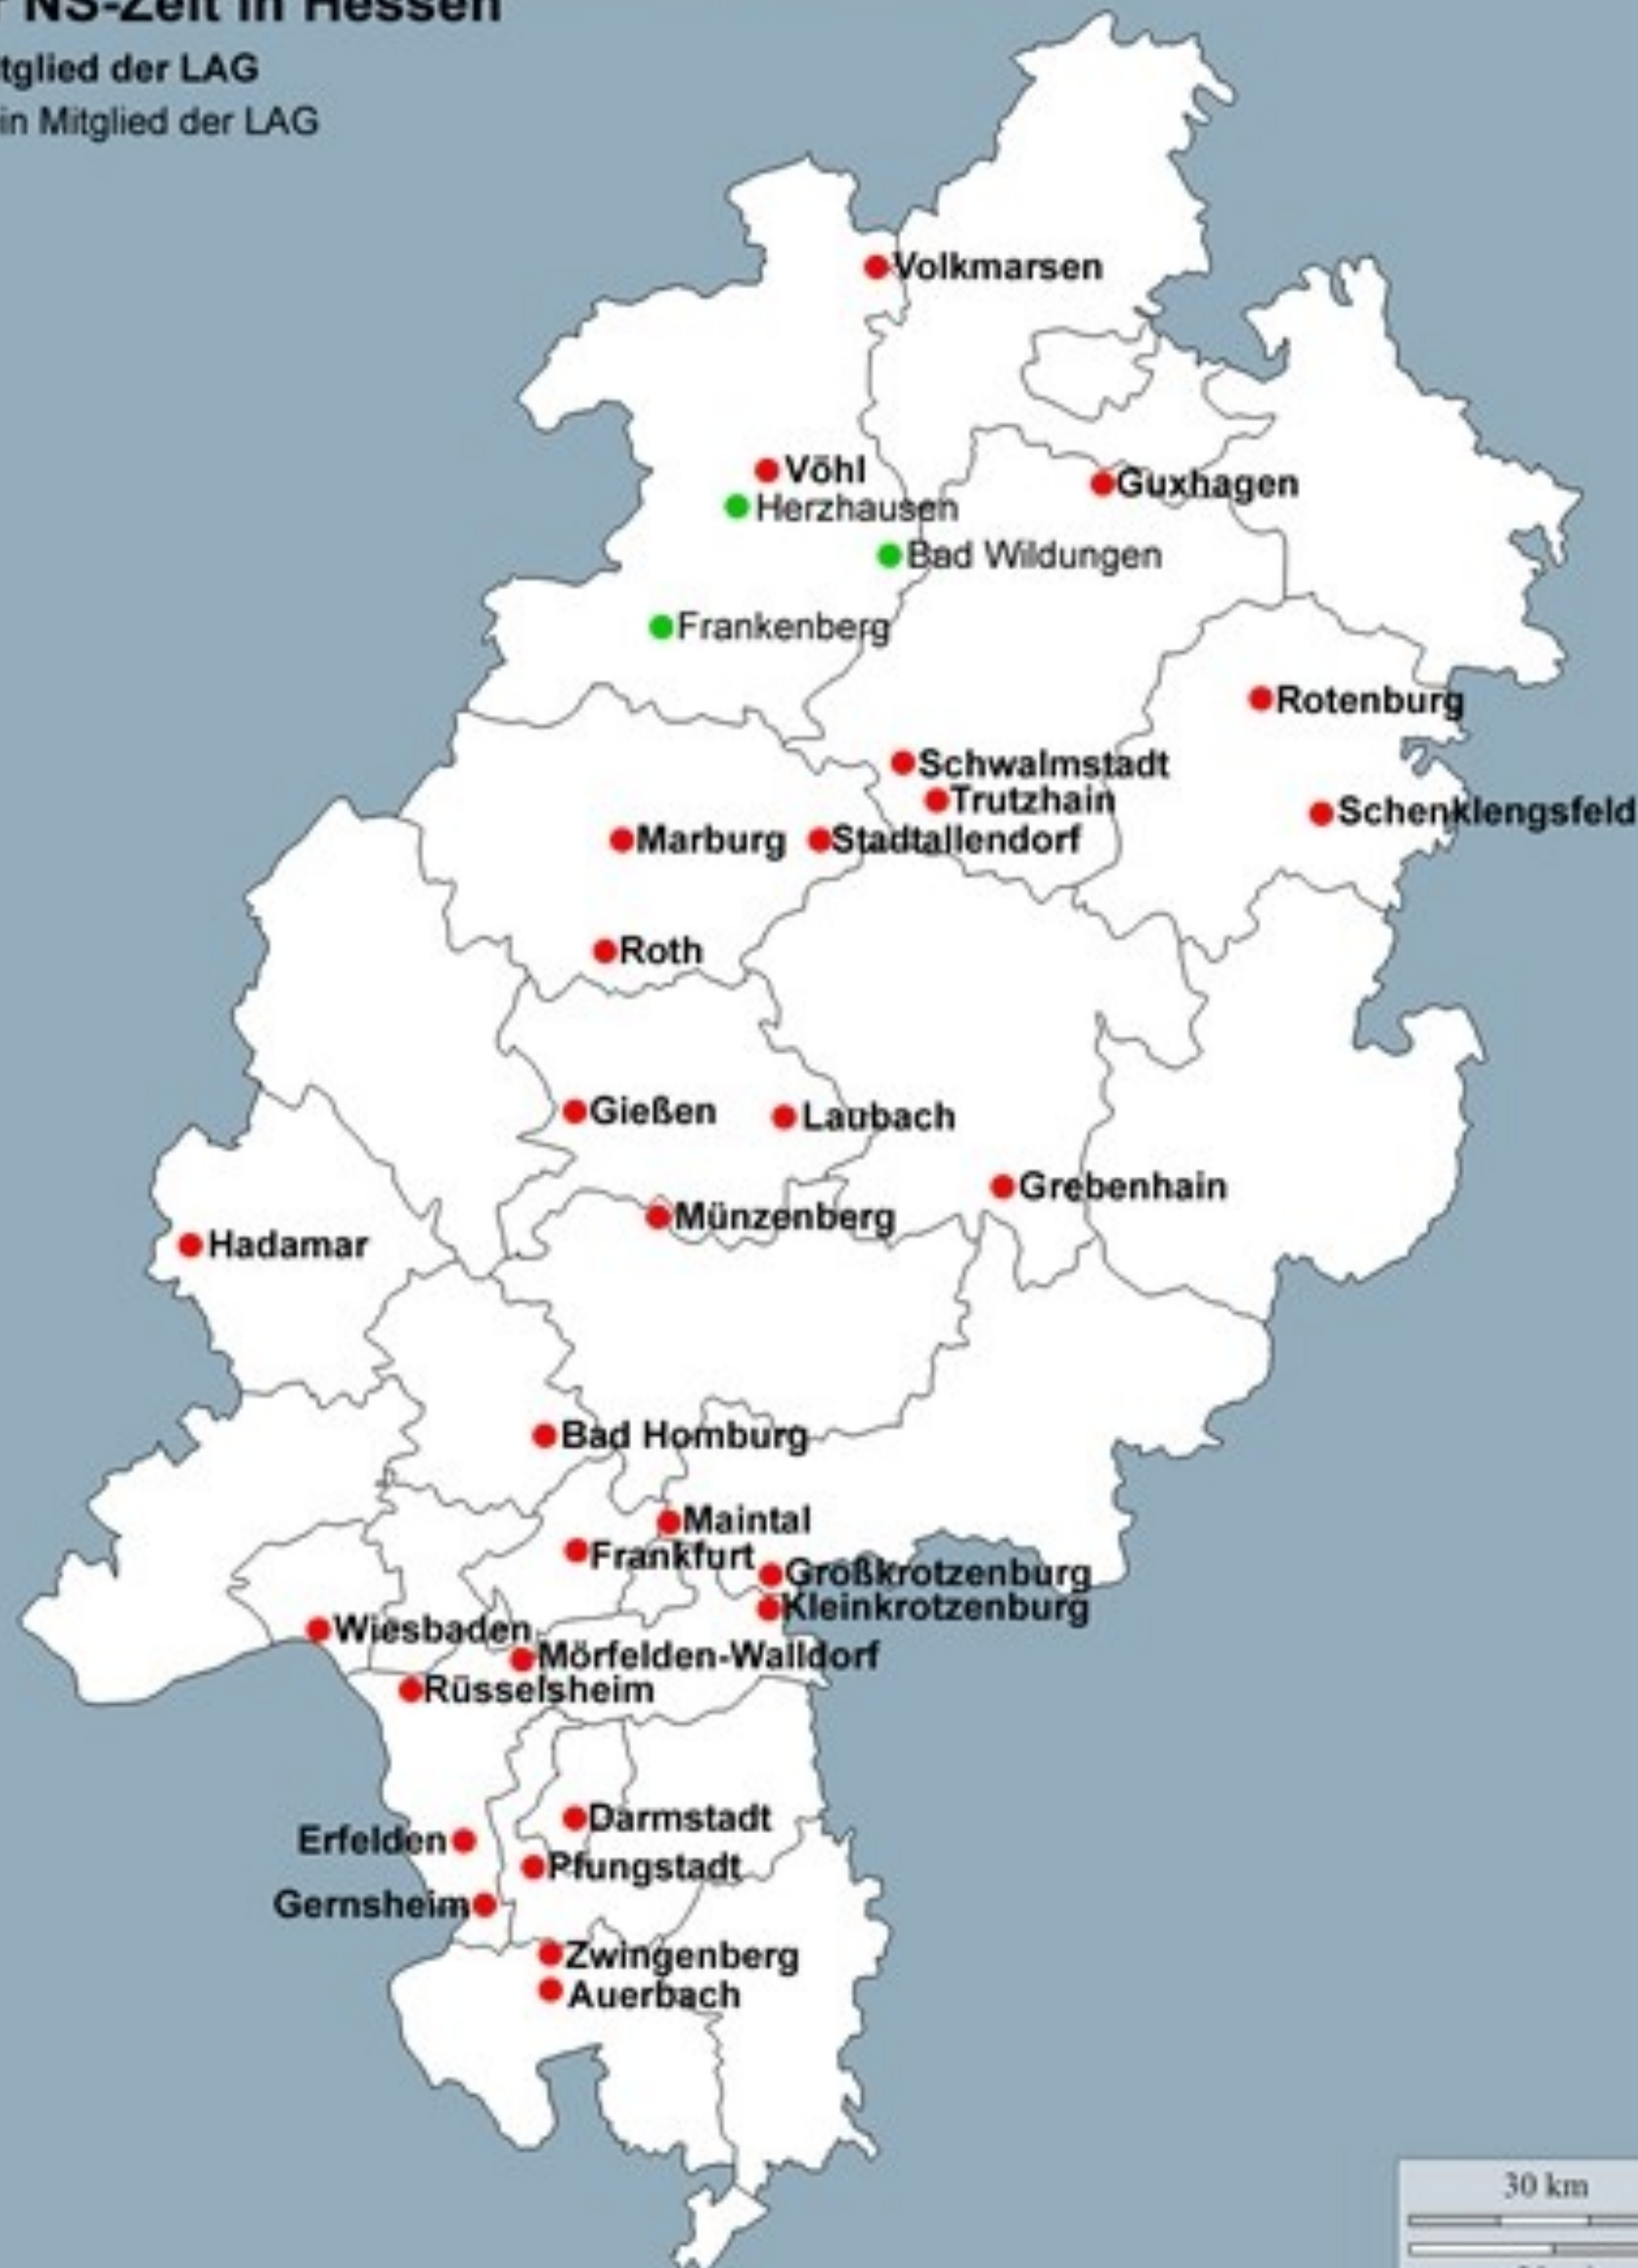 NS-Zeit in Hessen
tglied der LAG
in Mitglied der LAG
Volkmarsen
Vöhl
Guxhagen
Herzhausen
Bad Wildungen
Frankenberg
Rotenburg
Schwalmstadt
Trutzhain
Schenklengsfeld
Marburg
Stadtallendorf
Roth
Gießen
Laubach
Grebenhain
Münzenberg
Hadamar
Bad Homburg
Maintal
Frankfurt
Großkrotzenburg
Kleinkrotzenburg
Wiesbaden
Mörfelden-Walldorf
Rüsselsheim
Darmstadt
Erfelden
Pfungstadt
Gernsheim
Zwingenberg
Auerbach
30 km